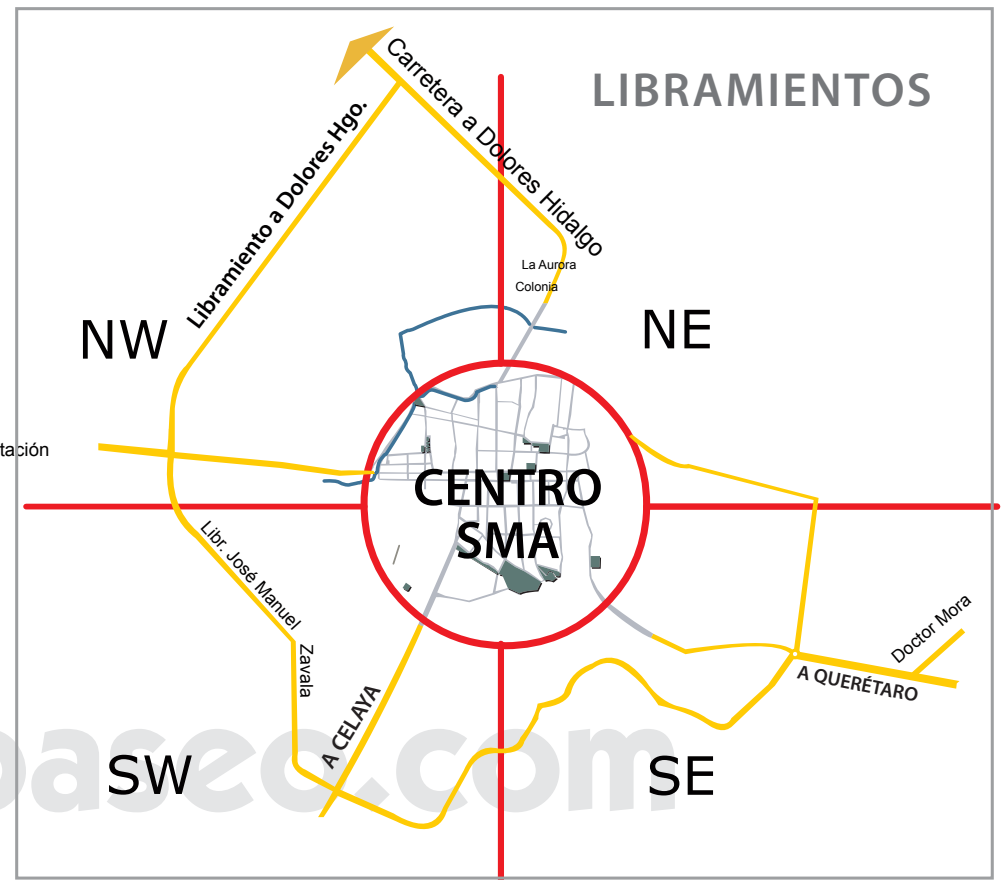 LIBRAMIENTOS
Carretera a Dolores Hidalgo
Libramiento a Dolores Hgo.
La Aurora
Colonia
NW
NE
tación
CENTRO
SMA
Libr. José Manuel
Zavala
Doctor Mora
A QUERÉTARO
A CELAYA
paseo.com
SW
SE